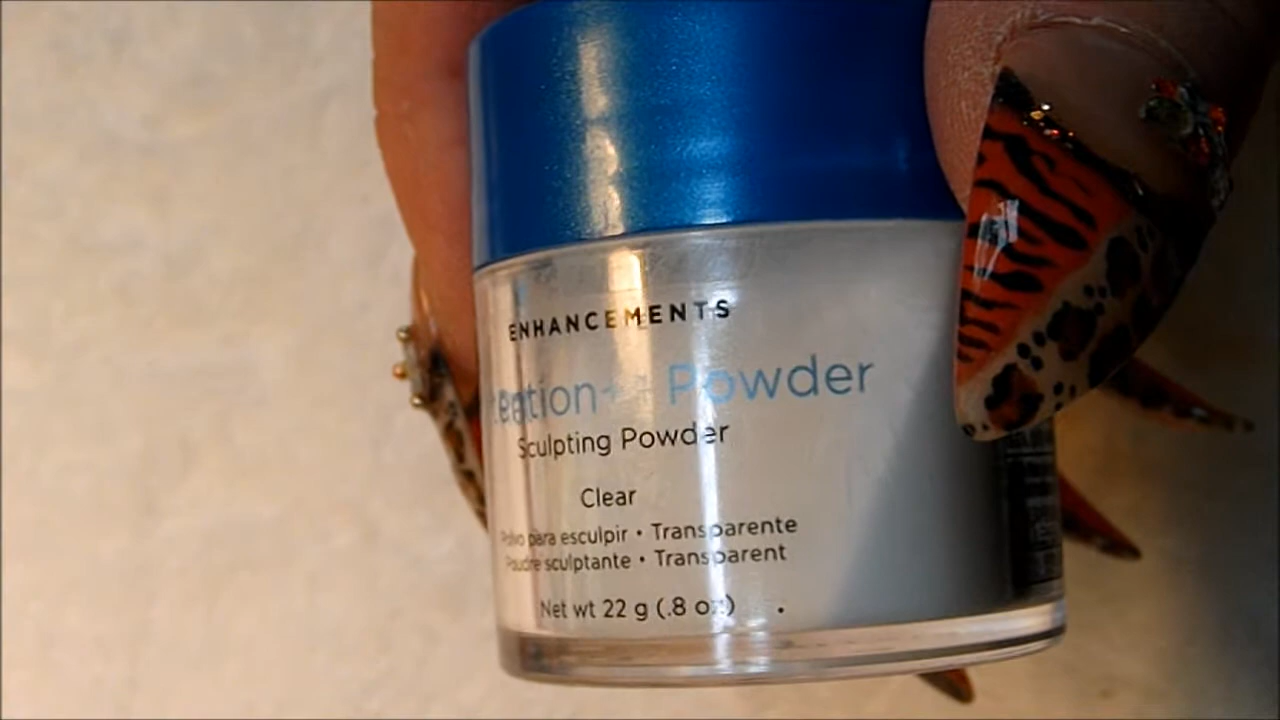 ENHANCEMENTS
Powder
Sculpting Powder
Clear
Polvo para esculpir • Transparente
Poudre sculptante • Transparent
Net wt 22 g (.8 oz)